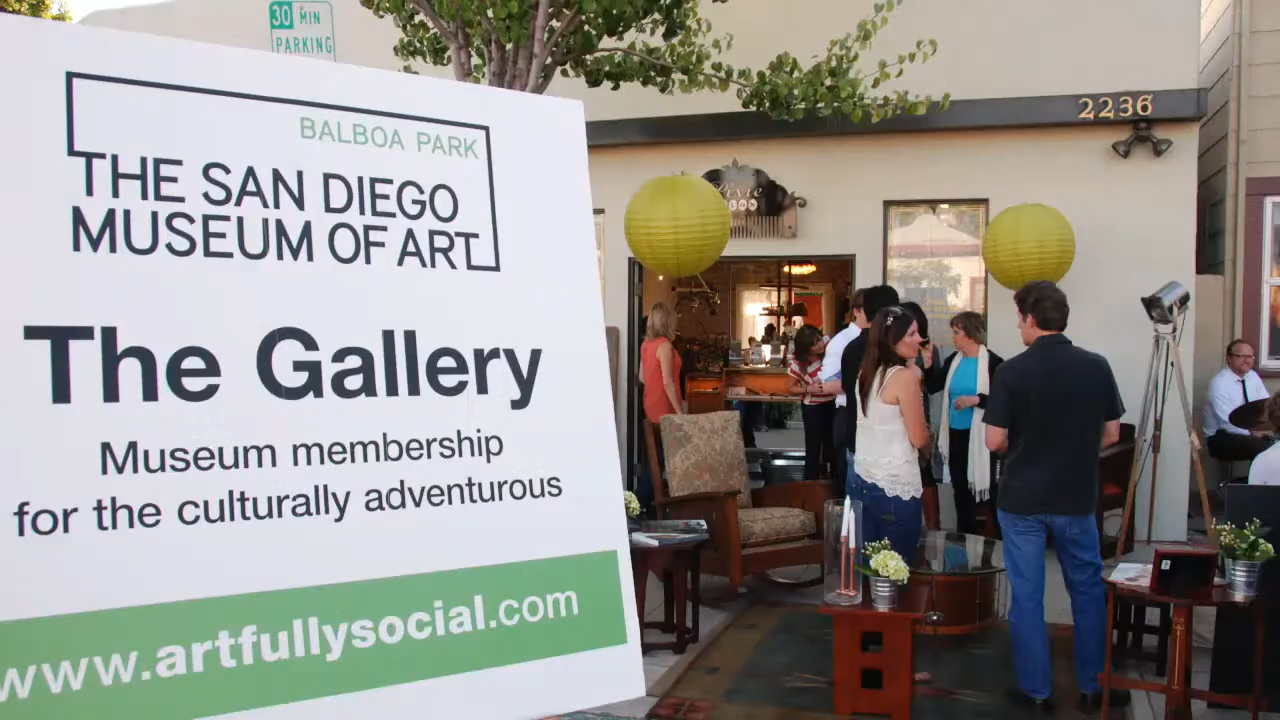 30 MIN
PARKING
BALBOA PARK
THE SAN DIEGO
MUSEUM OF ART
The Gallery
Museum membership
for the culturally adventurous
www.artfullysocial.com
2236
Pixie